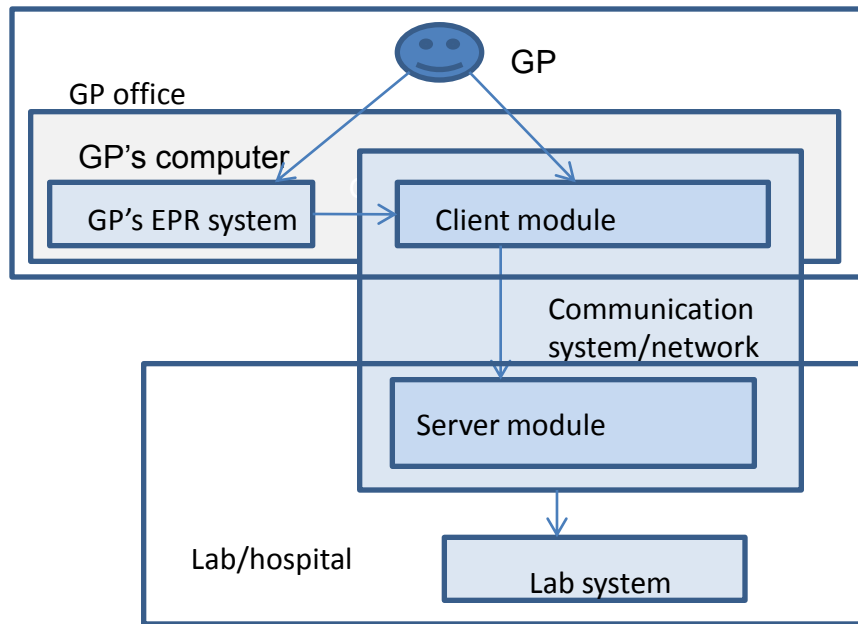 GP
GP office
GP's computer
GP's EPR system
Client module
Communication
system/network
Server module
Lab/hospital
Lab system